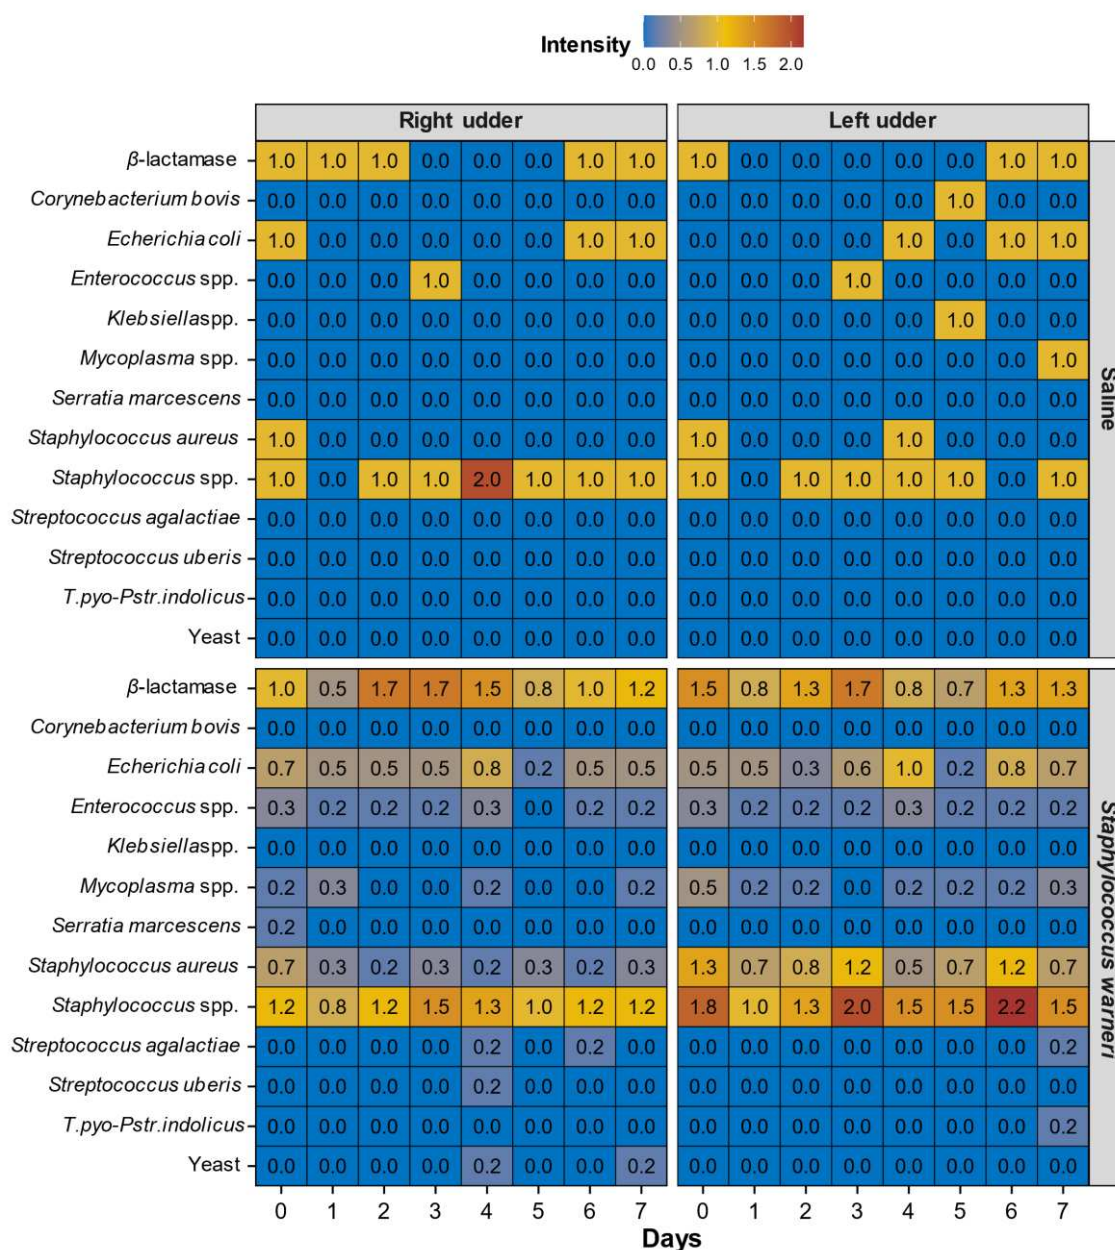 Intensity
0.0 0.5 1.0 1.5 2.0
Right udder Left udder
β-lactamase 1.0 1.0 1.0 0.0 0.0 0.0 1.0 1.0 1.0 0.0 0.0 0.0 0.0 0.0 1.0 1.0
Corynebacterium bovis 0.0 0.0 0.0 0.0 0.0 0.0 0.0 0.0 0.0 0.0 0.0 0.0 0.0 1.0 0.0 0.0
Echerichia coli 1.0 0.0 0.0 0.0 0.0 0.0 1.0 1.0 0.0 0.0 0.0 0.0 1.0 0.0 1.0 1.0
Enterococcus spp. 0.0 0.0 0.0 1.0 0.0 0.0 0.0 0.0 0.0 0.0 0.0 1.0 0.0 0.0 0.0 0.0
Klebsiellaspp. 0.0 0.0 0.0 0.0 0.0 0.0 0.0 0.0 0.0 0.0 0.0 0.0 0.0 1.0 0.0 0.0
Mycoplasma spp. 0.0 0.0 0.0 0.0 0.0 0.0 0.0 0.0 0.0 0.0 0.0 0.0 0.0 0.0 0.0 1.0
Serratia marcescens 0.0 0.0 0.0 0.0 0.0 0.0 0.0 0.0 0.0 0.0 0.0 0.0 0.0 0.0 0.0 0.0
Staphylococcus aureus 1.0 0.0 0.0 0.0 0.0 0.0 0.0 0.0 1.0 0.0 0.0 0.0 1.0 0.0 0.0 0.0
Staphylococcus spp. 1.0 0.0 1.0 1.0 2.0 1.0 1.0 1.0 1.0 0.0 1.0 1.0 1.0 1.0 0.0 1.0
Streptococcus agalactiae 0.0 0.0 0.0 0.0 0.0 0.0 0.0 0.0 0.0 0.0 0.0 0.0 0.0 0.0 0.0 0.0
Streptococcus uberis 0.0 0.0 0.0 0.0 0.0 0.0 0.0 0.0 0.0 0.0 0.0 0.0 0.0 0.0 0.0 0.0
T.pyo-Pstr.indolicus 0.0 0.0 0.0 0.0 0.0 0.0 0.0 0.0 0.0 0.0 0.0 0.0 0.0 0.0 0.0 0.0
Yeast 0.0 0.0 0.0 0.0 0.0 0.0 0.0 0.0 0.0 0.0 0.0 0.0 0.0 0.0 0.0 0.0
Saline
β-lactamase 1.0 0.5 1.7 1.7 1.5 0.8 1.0 1.2 1.5 0.8 1.3 1.7 0.8 0.7 1.3 1.3
Corynebacterium bovis 0.0 0.0 0.0 0.0 0.0 0.0 0.0 0.0 0.0 0.0 0.0 0.0 0.0 0.0 0.0 0.0
Echerichia coli 0.7 0.5 0.5 0.5 0.8 0.2 0.5 0.5 0.5 0.5 0.3 0.6 1.0 0.2 0.8 0.7
Enterococcus spp. 0.3 0.2 0.2 0.2 0.3 0.0 0.2 0.2 0.3 0.2 0.2 0.2 0.3 0.2 0.2 0.2
Klebsiellaspp. 0.0 0.0 0.0 0.0 0.0 0.0 0.0 0.0 0.0 0.0 0.0 0.0 0.0 0.0 0.0 0.0
Mycoplasma spp. 0.2 0.3 0.0 0.0 0.2 0.0 0.0 0.2 0.5 0.2 0.2 0.0 0.2 0.2 0.2 0.3
Serratia marcescens 0.2 0.0 0.0 0.0 0.0 0.0 0.0 0.0 0.0 0.0 0.0 0.0 0.0 0.0 0.0 0.0
Staphylococcus aureus 0.7 0.3 0.2 0.3 0.2 0.3 0.2 0.3 1.3 0.7 0.8 1.2 0.5 0.7 1.2 0.7
Staphylococcus spp. 1.2 0.8 1.2 1.5 1.3 1.0 1.2 1.2 1.8 1.0 1.3 2.0 1.5 1.5 2.2 1.5
Streptococcus agalactiae 0.0 0.0 0.0 0.0 0.2 0.0 0.2 0.0 0.0 0.0 0.0 0.0 0.0 0.0 0.0 0.2
Streptococcus uberis 0.0 0.0 0.0 0.0 0.2 0.0 0.0 0.0 0.0 0.0 0.0 0.0 0.0 0.0 0.0 0.0
T.pyo-Pstr.indolicus 0.0 0.0 0.0 0.0 0.0 0.0 0.0 0.0 0.0 0.0 0.0 0.0 0.0 0.0 0.0 0.2
Yeast 0.0 0.0 0.0 0.0 0.2 0.0 0.0 0.2 0.0 0.0 0.0 0.0 0.0 0.0 0.0 0.0
Staphylococcus warneri
0 1 2 3 4 5 6 7 0 2 3 4 5 6 7
Days